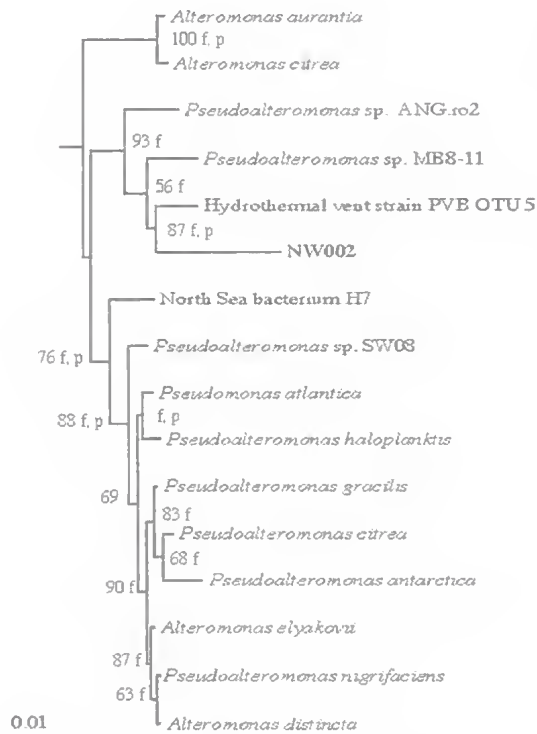 Alteromonas aurantia
100 f, p
Alteromonas citrea
Pseudoalteromonas sp. ANG.ro2
93 f
Pseudoalteromonas sp. MB8-11
56 f
Hydrothermal vent strain PVB OTU 5
87 f, p
NW002
North Sea bacterium H7
76 f, p
Pseudoalteromonas sp. SW08
Pseudomonas atlantica
88 f, p
f, p
Pseudoalteromonas haloplanktis
69
Pseudoalteromonas gracilis
83 f
Pseudoalteromonas citrea
68 f
Pseudoalteromonas antarctica
90 f
Alteromonas elyakovii
87 f
Pseudoalteromonas nigrifaciens
63 f
0.01
Alteromonas distincta